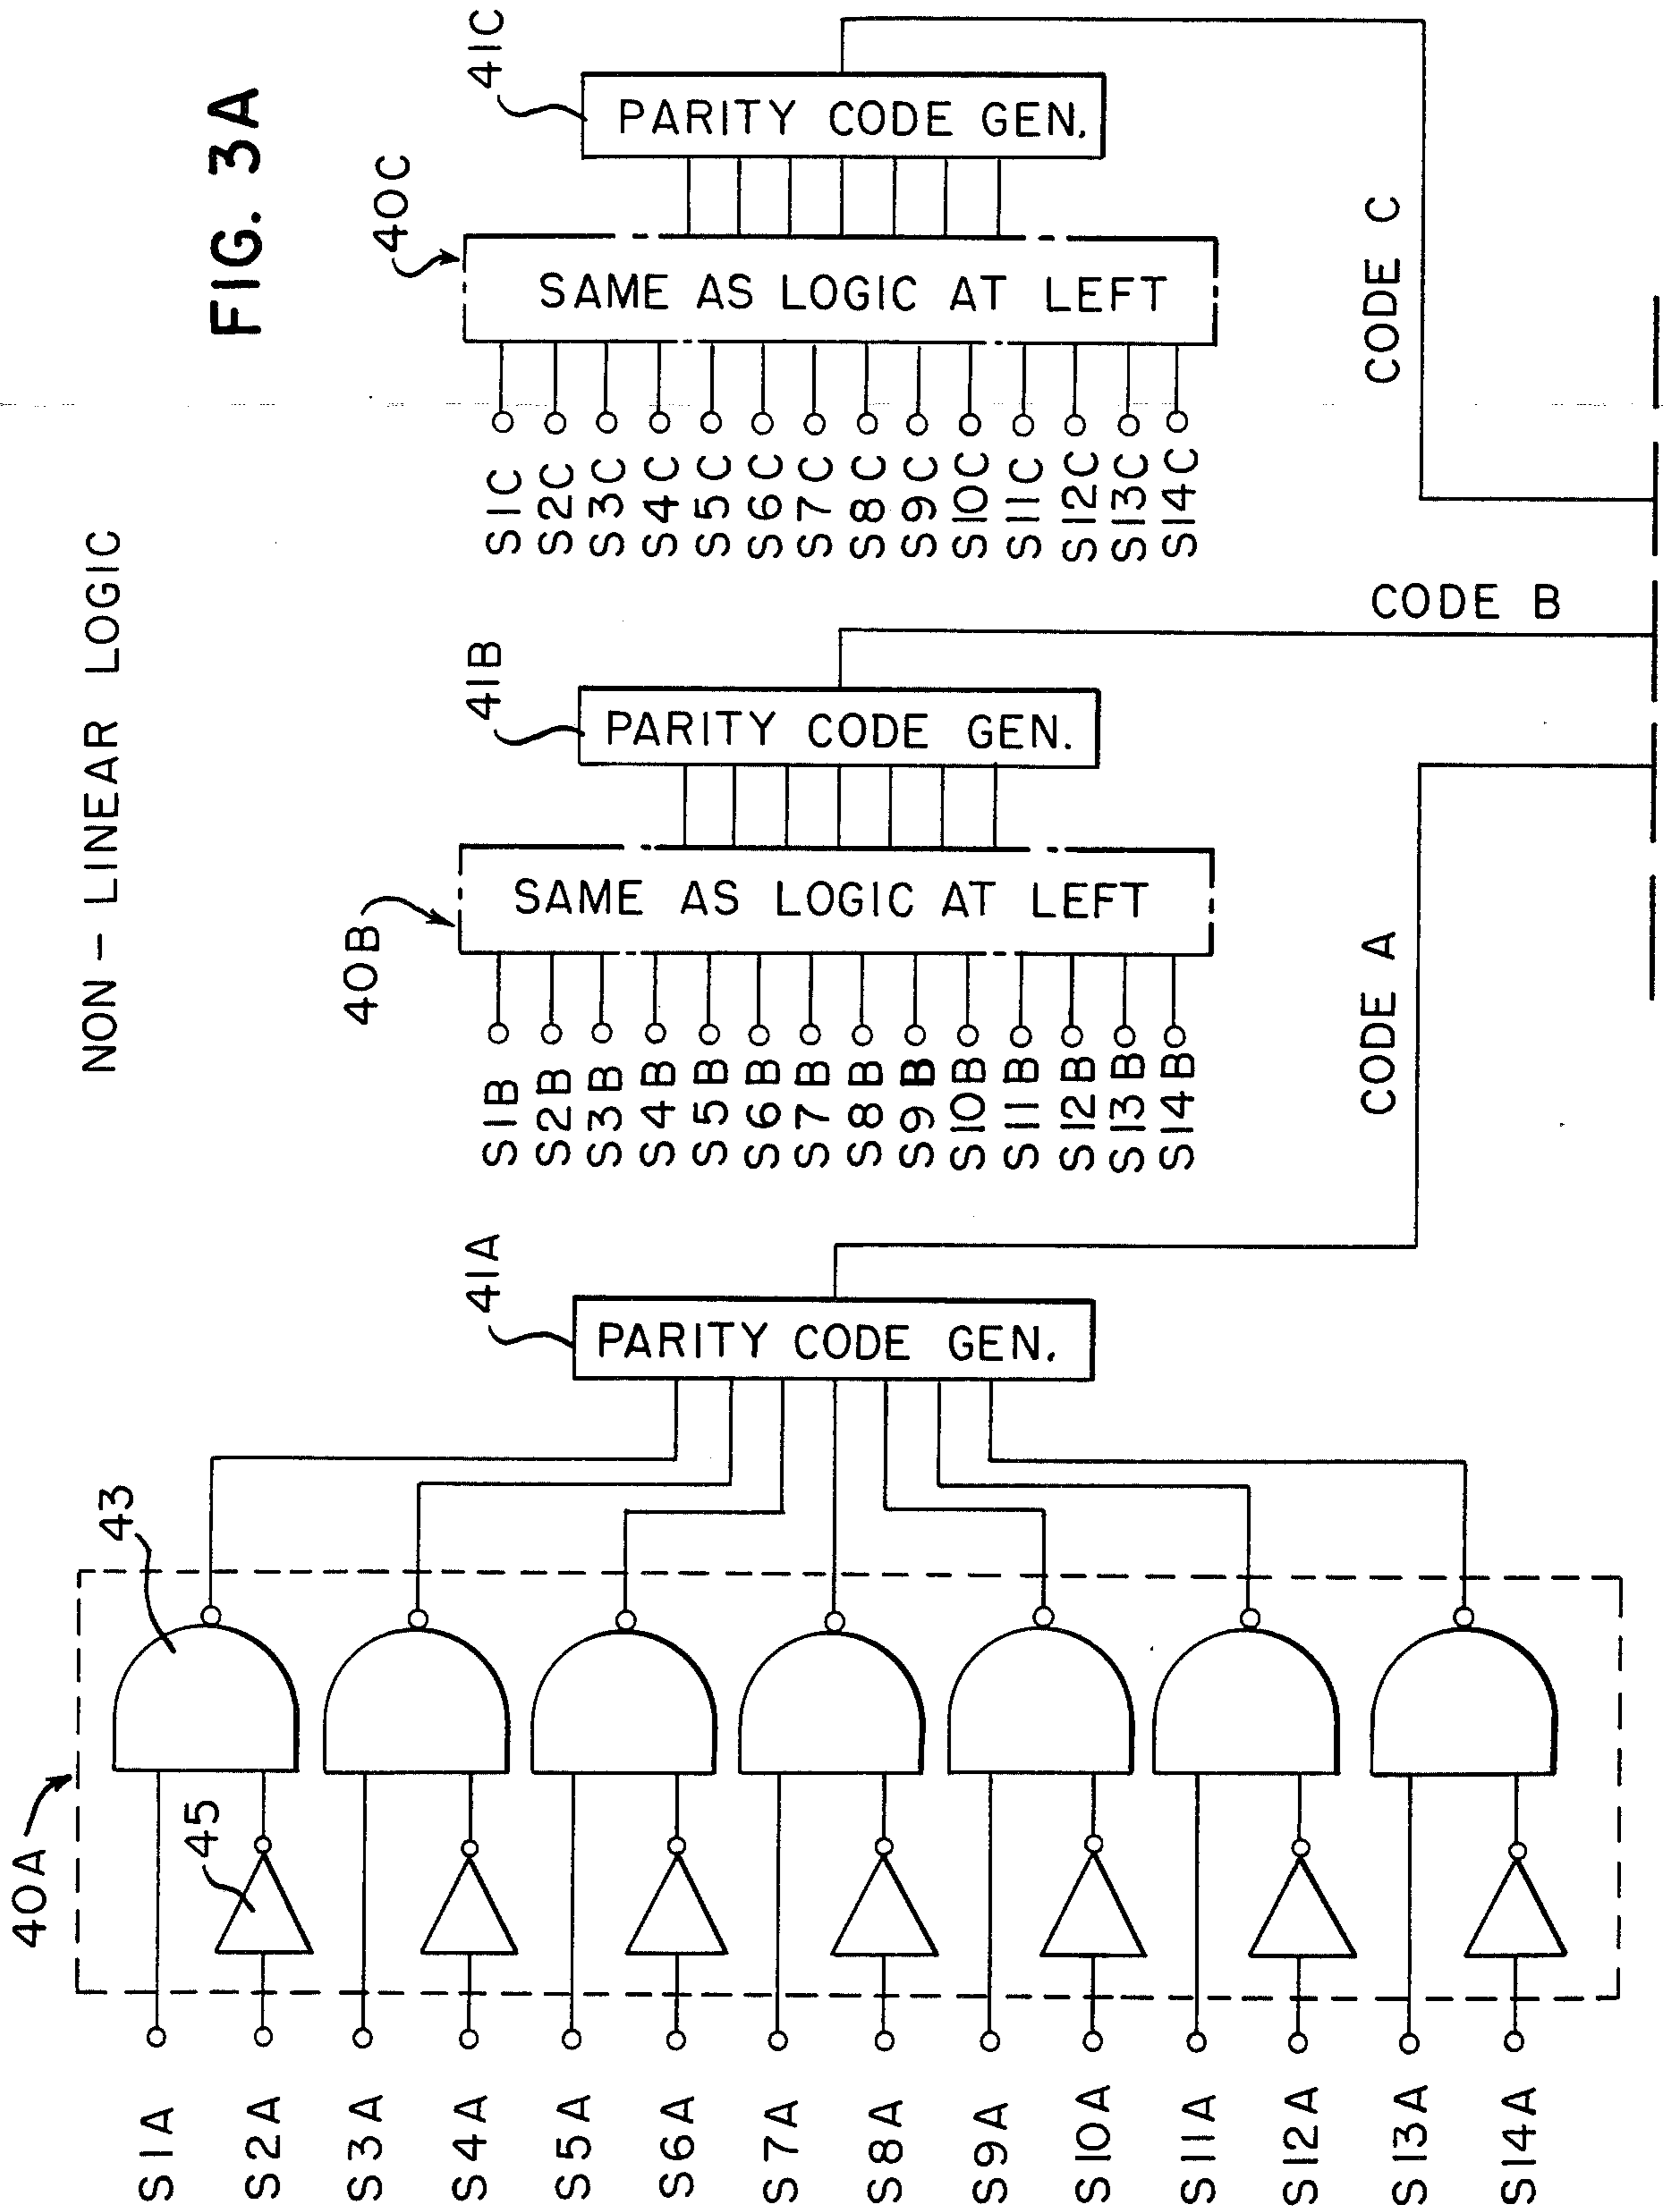 FIG. 3A
NON-LINEAR LOGIC
40A
43
45
S1A
S2A
S3A
S4A
S5A
S6A
S7A
S8A
S9A
S10A
S11A
S12A
S13A
S14A
41A
PARITY CODE GEN.
CODE A
40B
S1B
S2B
S3B
S4B
S5B
S6B
S7B
S8B
S9B
S10B
S11B
S12B
S13B
S14B
SAME AS LOGIC AT LEFT
41B
PARITY CODE GEN.
CODE B
40C
S1C
S2C
S3C
S4C
S5C
S6C
S7C
S8C
S9C
S10C
S11C
S12C
S13C
S14C
SAME AS LOGIC AT LEFT
41C
PARITY CODE GEN.
CODE C